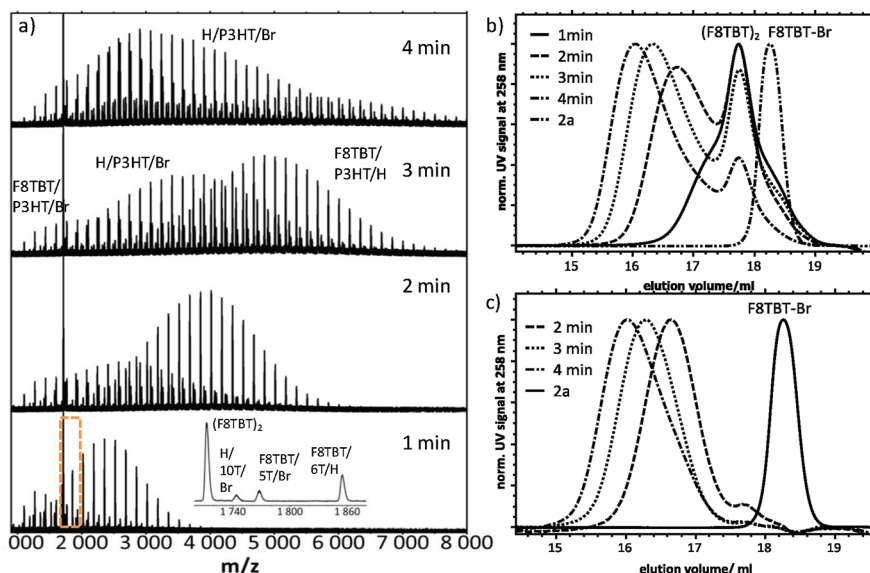 a)
H/P3HT/Br
4 min
H/P3HT/Br
F8TBT/
P3HT/H
3 min
F8TBT/
P3HT/Br
2 min
(F8TBT)₂
H/
10T/
Br
F8TBT/
5T/Br
F8TBT/
6T/H
1 740 1 800 1 860
1 min
000 2 000 3 000 4 000 5 000 6 000 7 000 8 000
m/z
b)
(F8TBT)₂ F8TBT-Br
1min
2min
3min
4min
2a
norm. UV signal at 258 nm
15 16 17 18 19
elution volume/ml
c)
F8TBT-Br
2 min
3 min
4 min
2a
norm. UV signal at 258 nm
15 16 17 18 19
elution volume/ ml